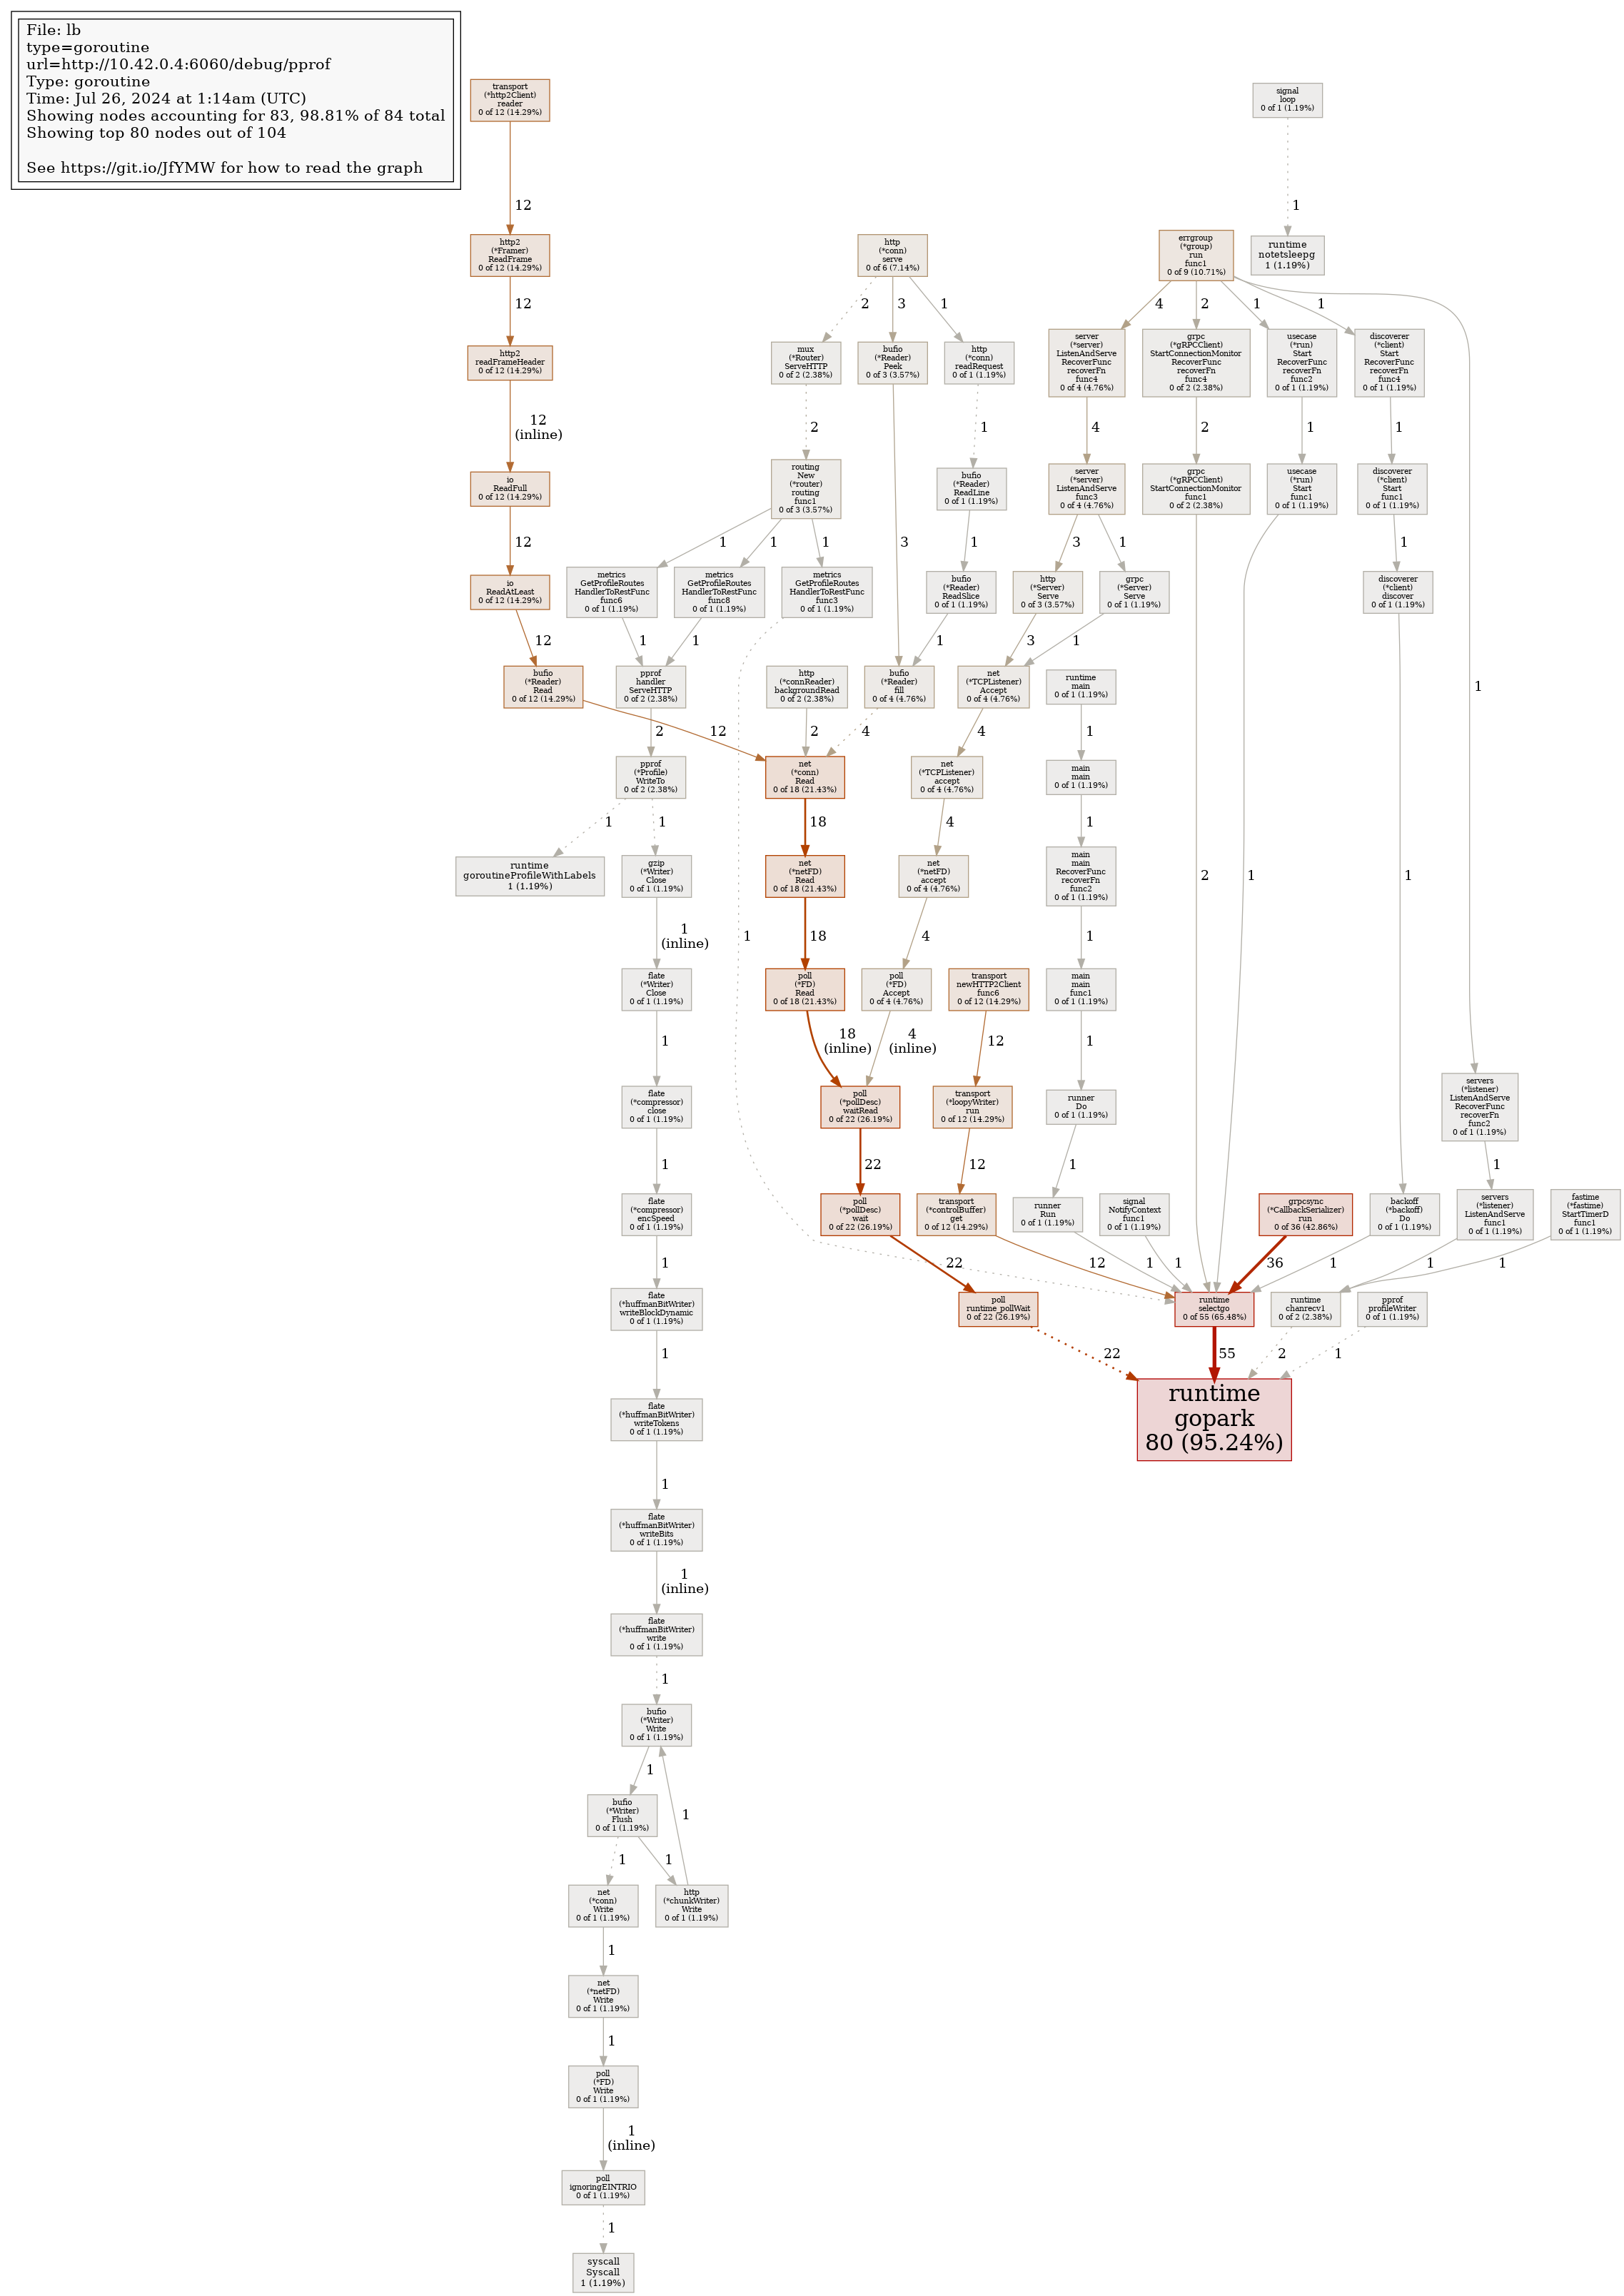 File: lb
type=goroutine
url=http://10.42.0.4:6060/debug/pprof
Type: goroutine
Time: Jul 26, 2024 at 1:14am (UTC)
Showing nodes accounting for 83, 98.81% of 84 total
Showing top 80 nodes out of 104
See https://git.io/JfYMW for how to read the graph
transport
(*http2Client)
reader
0 of 12 (14.29%)
signal
loop
0 of 1 (1.19%)
12
1
http2
(*Framer)
ReadFrame
0 of 12 (14.29%)
http
(*conn)
serve
0 of 6 (7.14%)
errgroup
(*group)
run
func1
0 of 9 (10.71%)
runtime
notetsleepg
1 (1.19%)
12
2
3
1
4
2
1
1
http2
readFrameHeader
0 of 12 (14.29%)
mux
(*Router)
ServeHTTP
0 of 2 (2.38%)
bufio
(*Reader)
Peek
0 of 3 (3.57%)
http
(*conn)
readRequest
0 of 1 (1.19%)
server
(*server)
ListenAndServe
RecoverFunc
recoverFn
func4
0 of 4 (4.76%)
grpc
(*gRPCClient)
StartConnectionMonitor
RecoverFunc
recoverFn
func4
0 of 2 (2.38%)
usecase
(*run)
Start
RecoverFunc
recoverFn
func2
0 of 1 (1.19%)
discoverer
(*client)
Start
RecoverFunc
recoverFn
func4
0 of 1 (1.19%)
12
(inline)
2
1
4
2
1
1
io
ReadFull
0 of 12 (14.29%)
routing
New
(*router)
routing
func1
0 of 3 (3.57%)
bufio
(*Reader)
ReadLine
0 of 1 (1.19%)
server
(*server)
ListenAndServe
func3
0 of 4 (4.76%)
grpc
(*gRPCClient)
StartConnectionMonitor
func1
0 of 2 (2.38%)
usecase
(*run)
Start
func1
0 of 1 (1.19%)
discoverer
(*client)
Start
func1
0 of 1 (1.19%)
12
1
1
1
3
1
3
1
1
io
ReadAtLeast
0 of 12 (14.29%)
metrics
GetProfileRoutes
HandlerToRestFunc
func6
0 of 1 (1.19%)
metrics
GetProfileRoutes
HandlerToRestFunc
func8
0 of 1 (1.19%)
metrics
GetProfileRoutes
HandlerToRestFunc
func3
0 of 1 (1.19%)
bufio
(*Reader)
ReadSlice
0 of 1 (1.19%)
http
(*Server)
Serve
0 of 3 (3.57%)
grpc
(*Server)
Serve
0 of 1 (1.19%)
discoverer
(*client)
discover
0 of 1 (1.19%)
12
1
1
1
3
1
1
bufio
(*Reader)
Read
0 of 12 (14.29%)
pprof
handler
ServeHTTP
0 of 2 (2.38%)
http
(*connReader)
backgroundRead
0 of 2 (2.38%)
bufio
(*Reader)
fill
0 of 4 (4.76%)
net
(*TCPListener)
Accept
0 of 4 (4.76%)
runtime
main
0 of 1 (1.19%)
2
12
2
4
4
1
pprof
(*Profile)
WriteTo
0 of 2 (2.38%)
net
(*conn)
Read
0 of 18 (21.43%)
net
(*TCPListener)
accept
0 of 4 (4.76%)
main
main
0 of 1 (1.19%)
1
1
18
4
1
runtime
goroutineProfileWithLabels
1 (1.19%)
gzip
(*Writer)
Close
0 of 1 (1.19%)
net
(*netFD)
Read
0 of 18 (21.43%)
net
(*netFD)
accept
0 of 4 (4.76%)
main
main
RecoverFunc
recoverFn
func2
0 of 1 (1.19%)
2
1
1
1
(inline)
1
18
4
1
flate
(*Writer)
Close
0 of 1 (1.19%)
poll
(*FD)
Read
0 of 18 (21.43%)
poll
(*FD)
Accept
0 of 4 (4.76%)
transport
newHTTP2Client
func6
0 of 12 (14.29%)
main
main
func1
0 of 1 (1.19%)
1
18
(inline)
4
(inline)
12
1
flate
(*compressor)
close
0 of 1 (1.19%)
poll
(*pollDesc)
waitRead
0 of 22 (26.19%)
transport
(*loopyWriter)
run
0 of 12 (14.29%)
runner
Do
0 of 1 (1.19%)
servers
(*listener)
ListenAndServe
RecoverFunc
recoverFn
func2
0 of 1 (1.19%)
1
22
12
1
1
flate
(*compressor)
encSpeed
0 of 1 (1.19%)
poll
(*pollDesc)
wait
0 of 22 (26.19%)
transport
(*controlBuffer)
get
0 of 12 (14.29%)
runner
Run
0 of 1 (1.19%)
signal
NotifyContext
func1
0 of 1 (1.19%)
grpcsync
(*CallbackSerializer)
run
0 of 36 (42.86%)
backoff
(*backoff)
Do
0 of 1 (1.19%)
servers
(*listener)
ListenAndServe
func1
0 of 1 (1.19%)
fastime
(*fastime)
StartTimerD
func1
0 of 1 (1.19%)
1
22
12
1
1
36
1
1
1
flate
(*huffmanBitWriter)
writeBlockDynamic
0 of 1 (1.19%)
poll
runtime_pollWait
0 of 22 (26.19%)
runtime
selectgo
0 of 55 (65.48%)
runtime
chanrecv1
0 of 2 (2.38%)
pprof
profileWriter
0 of 1 (1.19%)
1
22
55
2
1
runtime
gopark
80 (95.24%)
flate
(*huffmanBitWriter)
writeTokens
0 of 1 (1.19%)
1
flate
(*huffmanBitWriter)
writeBits
0 of 1 (1.19%)
1
(inline)
flate
(*huffmanBitWriter)
write
0 of 1 (1.19%)
1
bufio
(*Writer)
Write
0 of 1 (1.19%)
1
1
bufio
(*Writer)
Flush
0 of 1 (1.19%)
1
1
net
(*conn)
Write
0 of 1 (1.19%)
http
(*chunkWriter)
Write
0 of 1 (1.19%)
1
net
(*netFD)
Write
0 of 1 (1.19%)
1
poll
(*FD)
Write
0 of 1 (1.19%)
1
(inline)
poll
ignoringEINTRIO
0 of 1 (1.19%)
1
syscall
Syscall
1 (1.19%)